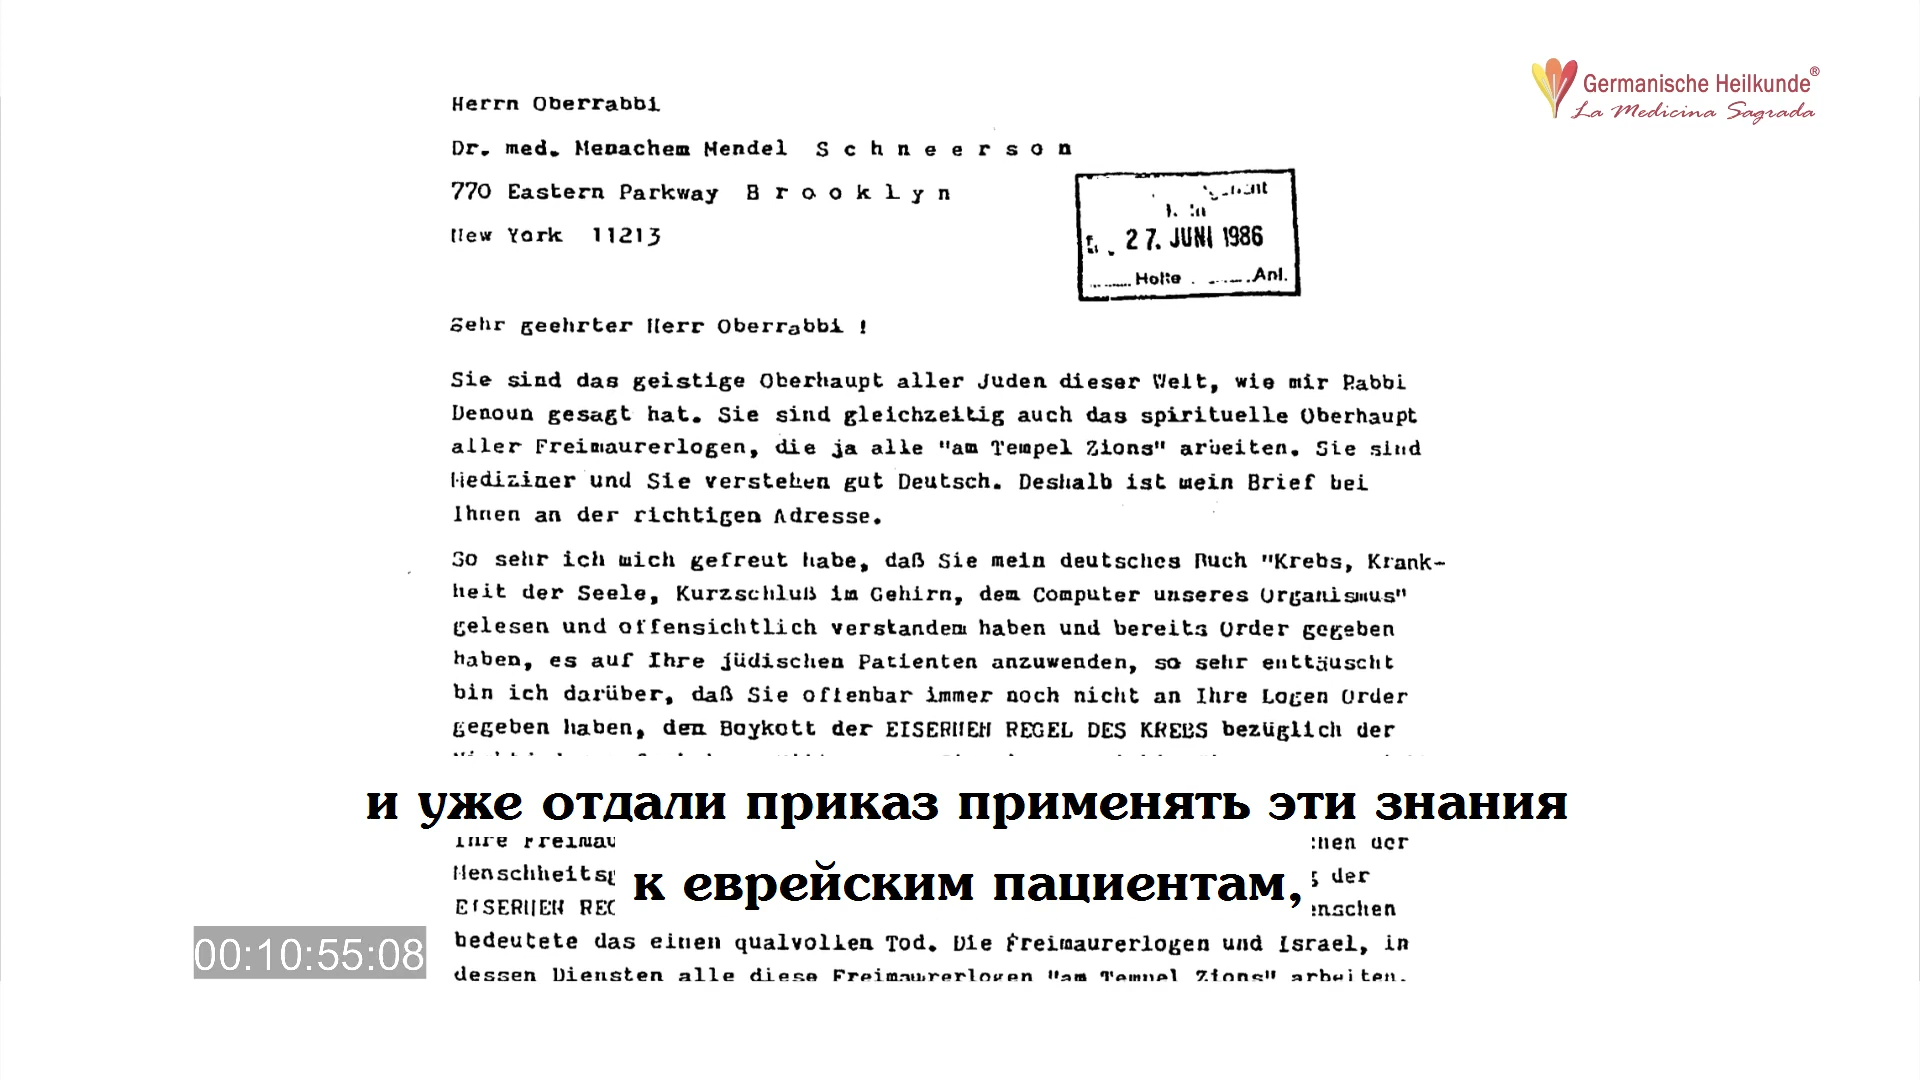 Germanische Heilkunde®
La Medicina Sagrada
Herrn Oberrabbi
Dr. med. Menachem Mendel S c h n e e r s o n
770 Eastern Parkway B r o o k l y n
New York 11213
27. JUNI 1986
Anl.
Sehr geehrter Herr Oberrabbi !
Sie sind das geistige Oberhaupt aller Juden dieser Welt, wie mir Rabbi
Denoun gesagt hat. Sie sind gleichzeitig auch das spirituelle Oberhaupt
aller Freimaurerlogen, die ja alle "am Tempel Zions" arbeiten. Sie sind
Mediziner und Sie verstehen gut Deutsch. Deshalb ist mein Brief bei
Ihnen an der richtigen Adresse.
So sehr ich mich gefreut habe, daß Sie mein deutsches Buch "Krebs, Krank-
heit der Seele, Kurzschluß im Gehirn, dem Computer unseres Organismus"
gelesen und offensichtlich verstanden haben und bereits Order gegeben
haben, es auf Ihre jüdischen Patienten anzuwenden, so sehr enttäuscht
bin ich darüber, daß Sie offenbar immer noch nicht an Ihre Logen Order
gegeben haben, den Boykott der EISERNEN REGEL DES KREBS bezüglich der
и уже отдали приказ применять эти знания
Ihre Freimau
der
к еврейским пациентам,
der
EISERNEN
bedeutete das einen qualvollen Tod. Die Freimaurerlogen und Israel, in
dessen Diensten alle diese Freimaurerlogen "am Tempel Zions" arbeiten.
00:10:55:08